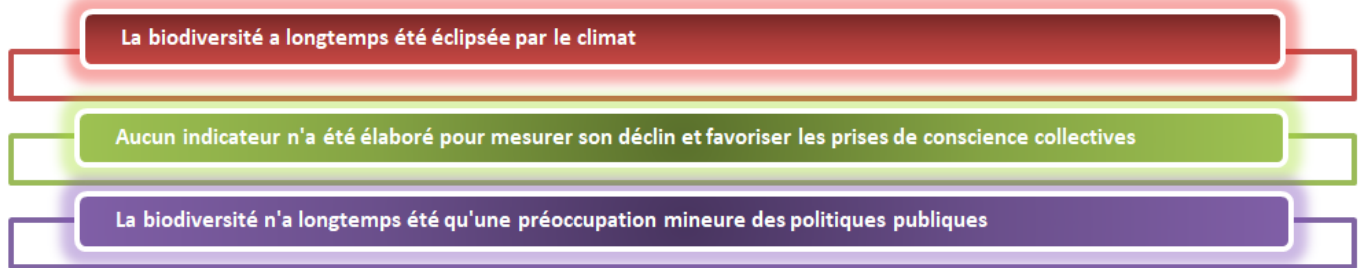 La biodiversité a longtemps été éclipsée par le climat
Aucun indicateur n'a été élaboré pour mesurer son déclin et favoriser les prises de conscience collectives
La biodiversité n'a longtemps été qu'une préoccupation mineure des politiques publiques